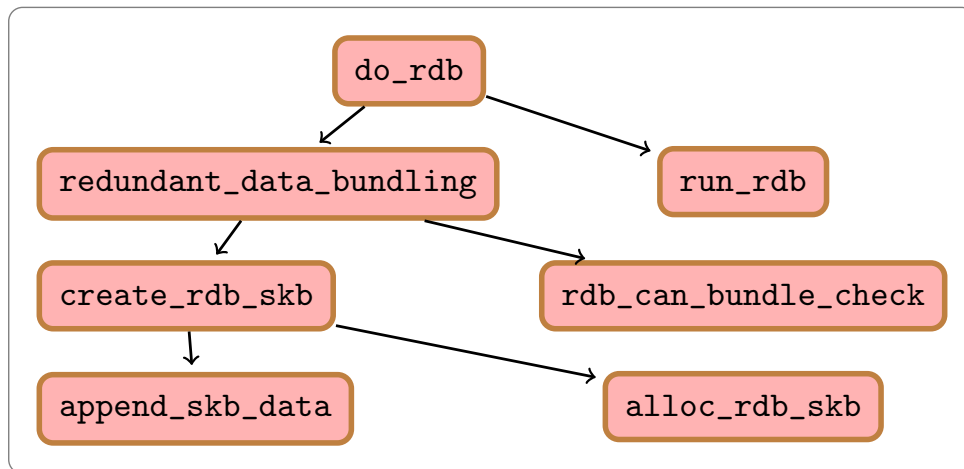 do_rdb
redundant_data_bundling
run_rdb
create_rdb_skb
rdb_can_bundle_check
append_skb_data
alloc_rdb_skb